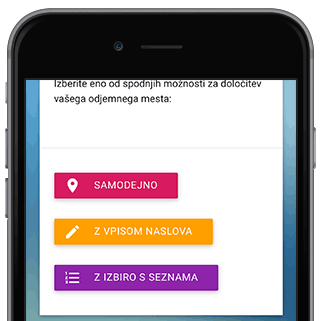 Izberite eno od spodnjih možnosti za določitev
vašega odjemnega mesta:
SAMODEJNO
Z VPISOM NASLOVA
Z IZBIRO S SEZNAMA